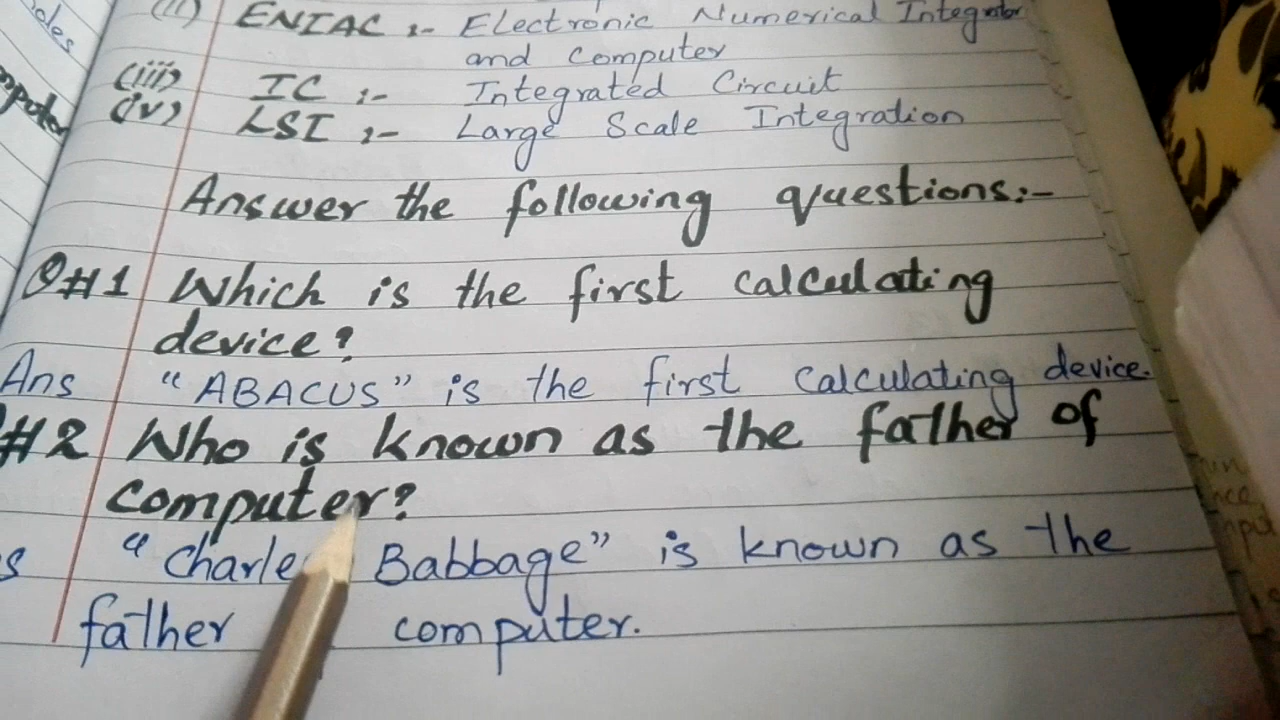 (ii) ENIAC :- Electronic Numerical Integrator
and Computer
(iii) IC :- Integrated Circuit
(iv) LSI :- Large Scale Integration
Answer the following questions:-
Q#1 Which is the first calculating
device?
Ans "ABACUS" is the first calculating device.
#2 Who is known as the father of
computer?
s "Charles Babbage" is known as the
father computer.